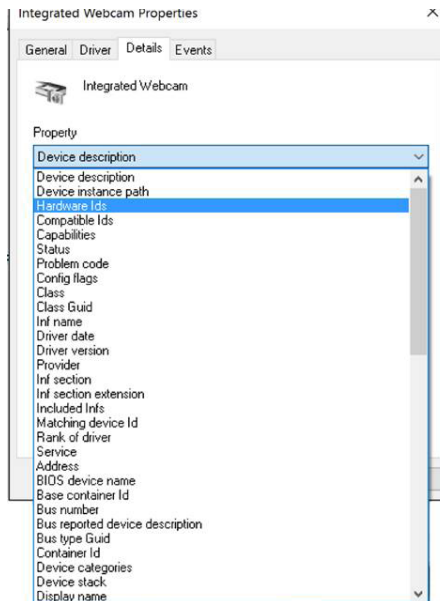 Integrated Webcam Properties
General Driver Details Events
Integrated Webcam
Property
Device description
Device description
Device instance path
Hardware Ids
Compatible Ids
Capabilities
Status
Problem code
Config flags
Class
Class Guid
Inf name
Driver date
Driver version
Provider
Inf section
Inf section extension
Included Infs
Matching device Id
Rank of driver
Service
Address
BIOS device name
Base container Id
Bus number
Bus reported device description
Bus type Guid
Container Id
Device categories
Device stack
Display name